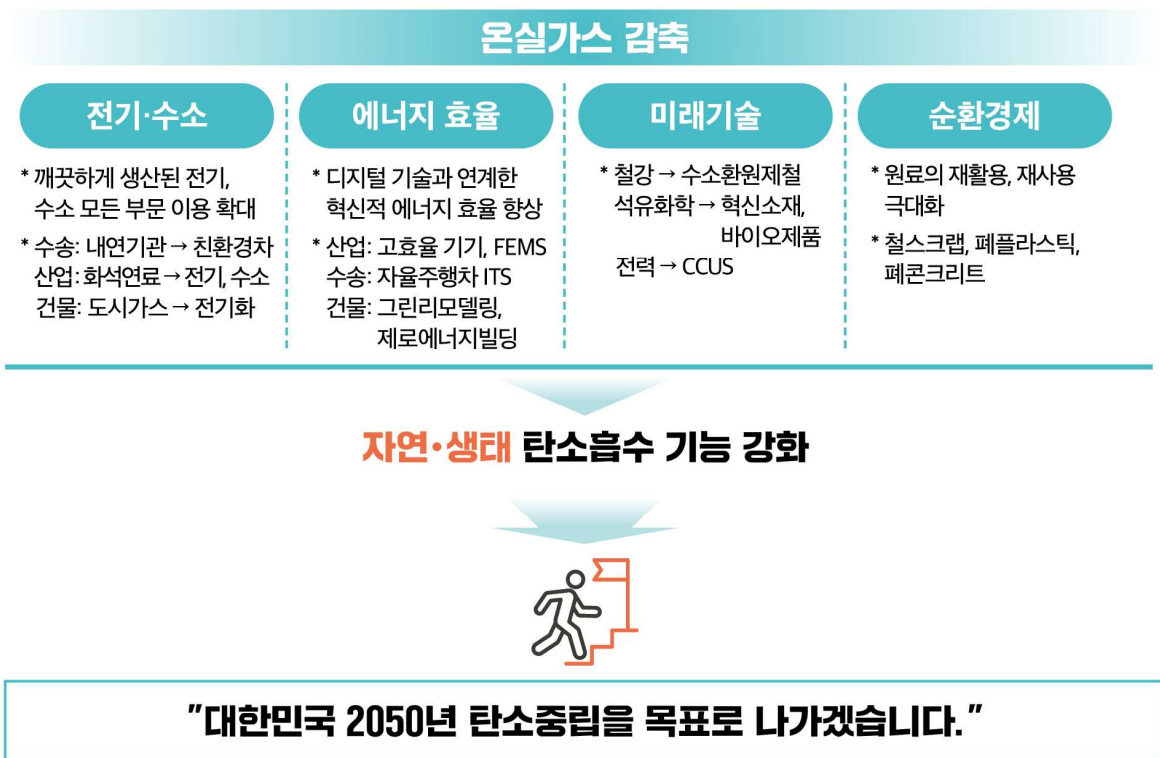 온실가스 감축
전기·수소
* 깨끗하게 생산된 전기,
수소 모든 부문 이용 확대
* 수송: 내연기관 → 친환경차
산업: 화석연료 → 전기, 수소
건물: 도시가스 → 전기화
에너지 효율
* 디지털 기술과 연계한
혁신적 에너지 효율 향상
* 산업: 고효율 기기, FEMS
수송: 자율주행차 ITS
건물: 그린리모델링,
제로에너지빌딩
미래기술
* 철강 → 수소환원제철
석유화학 → 혁신소재,
바이오제품
전력 → CCUS
순환경제
* 원료의 재활용, 재사용
극대화
* 철스크랩, 폐플라스틱,
폐콘크리트
자연·생태 탄소흡수 기능 강화
"대한민국 2050년 탄소중립을 목표로 나가겠습니다."